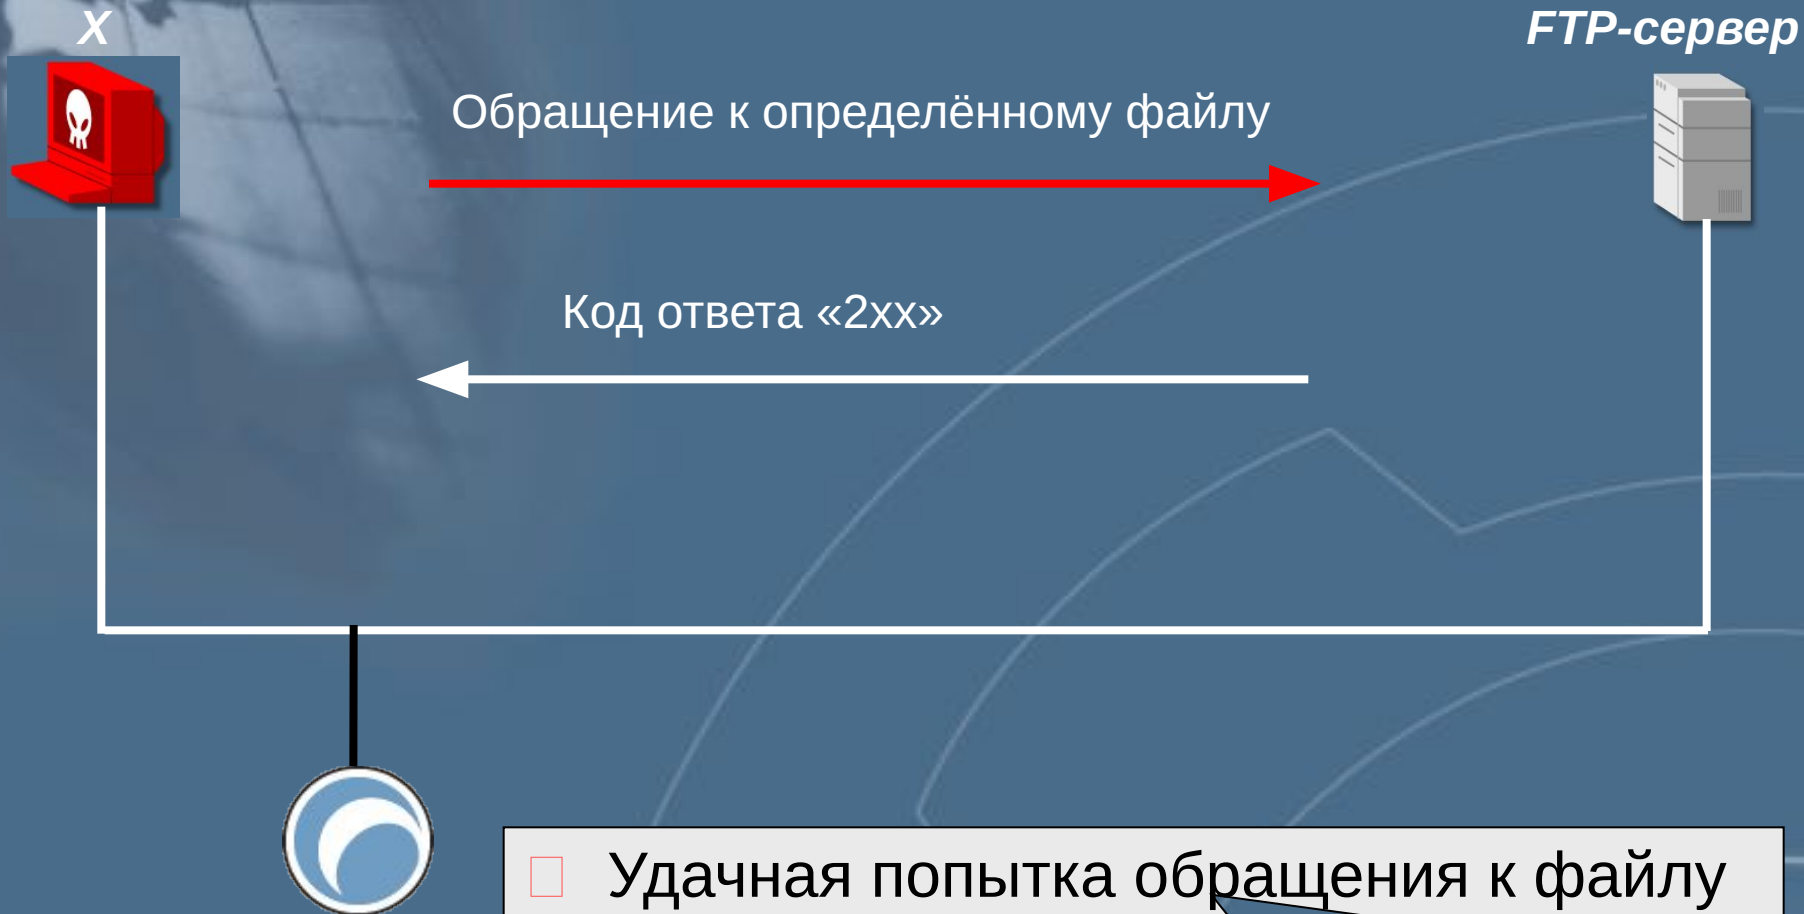 X
FTP-сервер
Обращение к определённому файлу
Код ответа «2xx»
Удачная попытка обращения к файлу